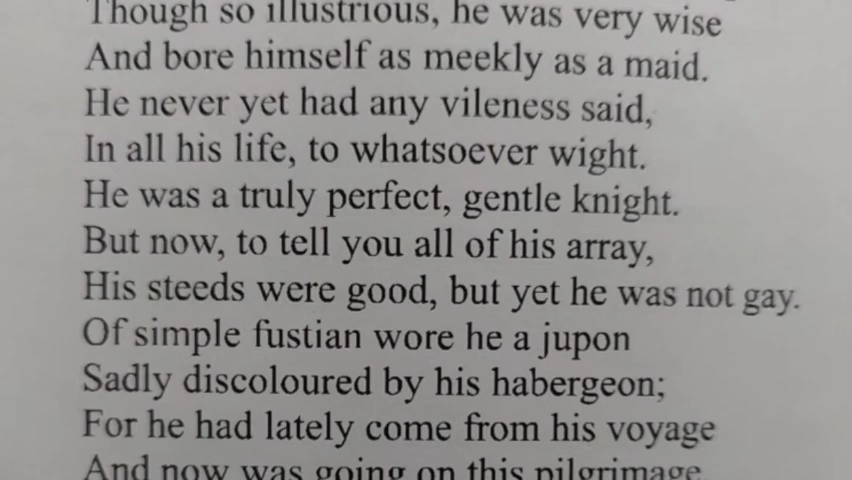 Though so illustrious, he was very wise
And bore himself as meekly as a maid.
He never yet had any vileness said,
In all his life, to whatsoever wight.
He was a truly perfect, gentle knight.
But now, to tell you all of his array,
His steeds were good, but yet he was not gay.
Of simple fustian wore he a jupon
Sadly discoloured by his habergeon;
For he had lately come from his voyage
And now was going on this pilgrimage